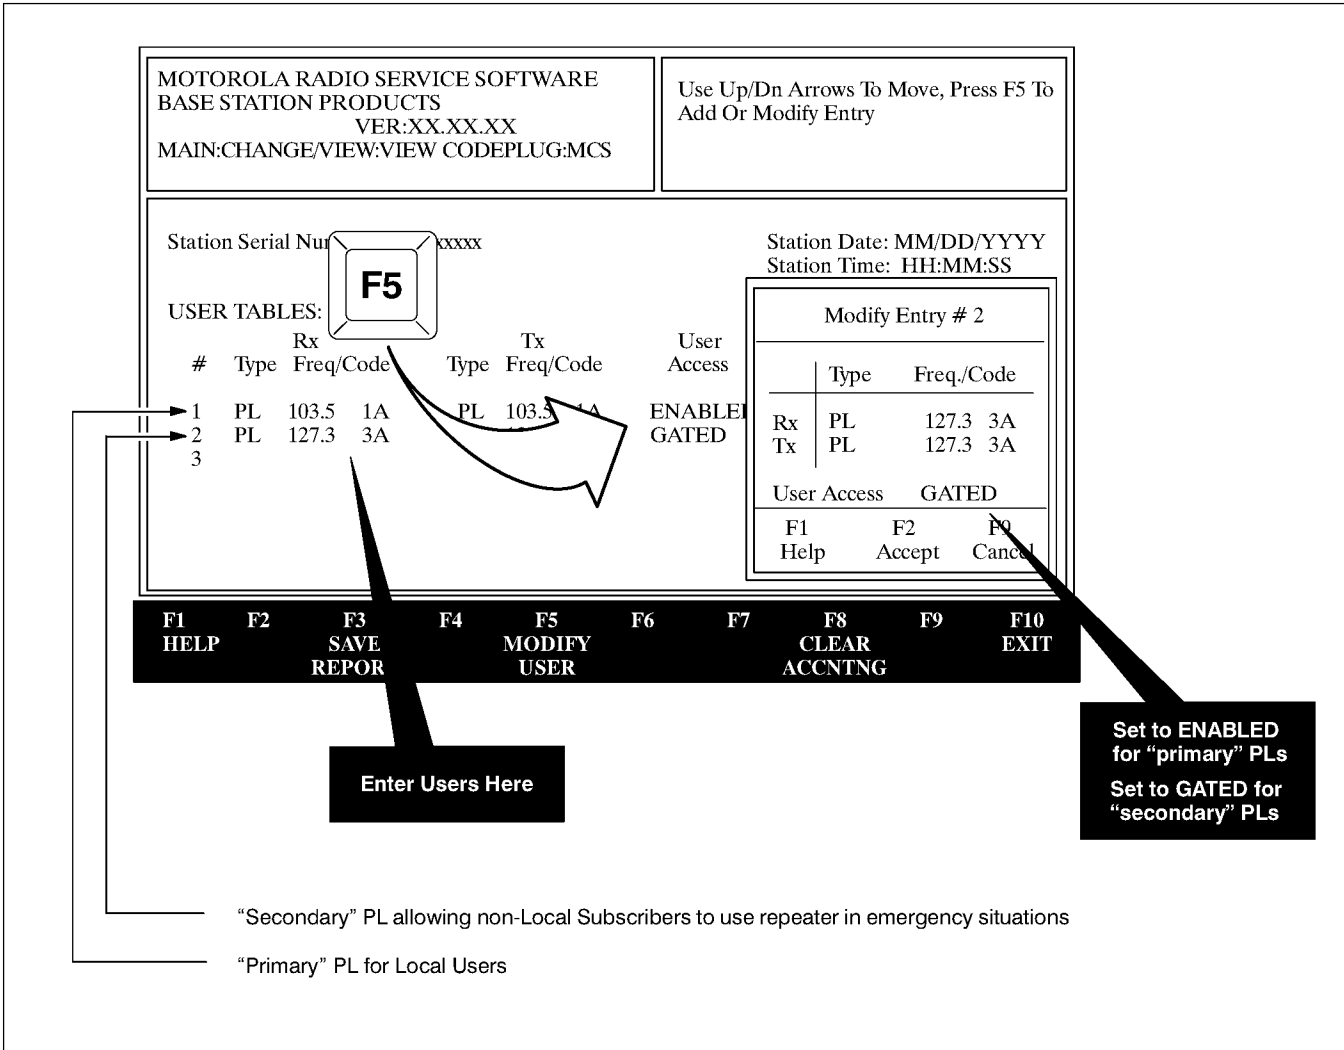 MOTOROLA RADIO SERVICE SOFTWARE
BASE STATION PRODUCTS
VER:XX.XX.XX
MAIN:CHANGE/VIEW:VIEW CODEPLUG:MCS
Use Up/Dn Arrows To Move, Press F5 To
Add Or Modify Entry
Station Serial xxxxx
Station Date: MM/DD/YYYY
Station Time: HH:MM:SS
F5
USER TABLES:
Rx Tx User
# Type Freq/Code Type Freq/Code Access
1 PL 103.5 1A PL 103.5 1A ENABLED
2 PL 127.3 3A GATED
3
Modify Entry # 2
Type Freq./Code
Rx PL 127.3 3A
Tx PL 127.3 3A
User Access GATED
F1 F2 F9
Help Accept Cancel
F1 F2 F3 F4 F5 F6 F7 F8 F9 F10
HELP SAVE MODIFY CLEAR EXIT
REPORT USER ACCNTNG
Enter Users Here
Set to ENABLED
for “primary” PLs
Set to GATED for
“secondary” PLs
“Secondary” PL allowing non-Local Subscribers to use repeater in emergency situations
“Primary” PL for Local Users